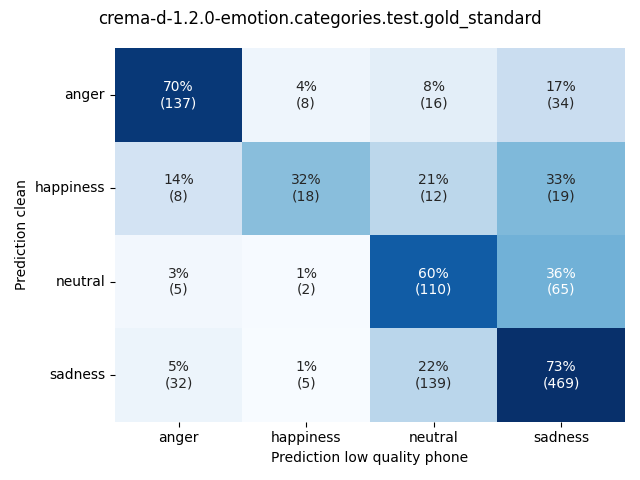 crema-d-1.2.0-emotion.categories.test.gold_standard
Prediction clean
anger
70% 4% 8% 17%
(137) (8) (16) (34)
happiness
14% 32% 21% 33%
(8) (18) (12) (19)
neutral
3% 1% 60% 36%
(5) (2) (110) (65)
sadness
5% 1% 22% 73%
(32) (5) (139) (469)
anger happiness neutral sadness
Prediction low quality phone